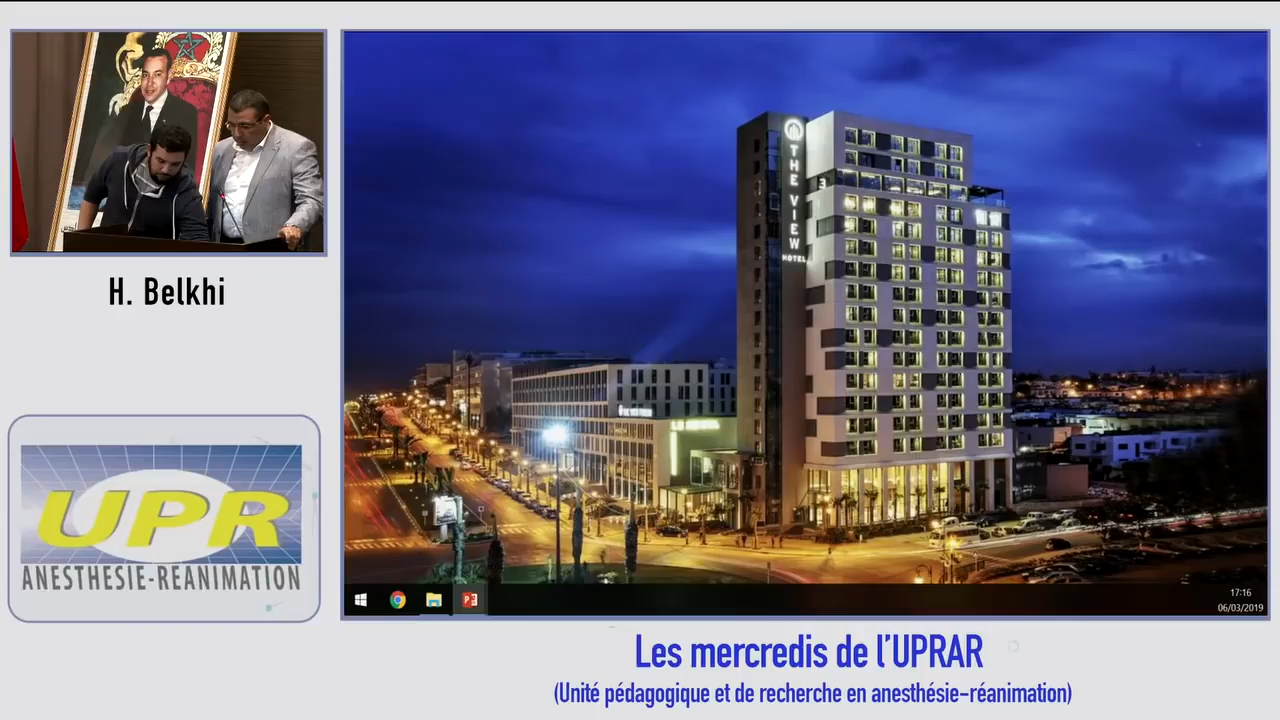 H. Belkhi
UPR
ANESTHESIE-REANIMATION
THE VIEW
HOTEL
17:16
06/03/2019
Les mercredis de l'UPRAR
(Unité pédagogique et de recherche en anesthésie-réanimation)